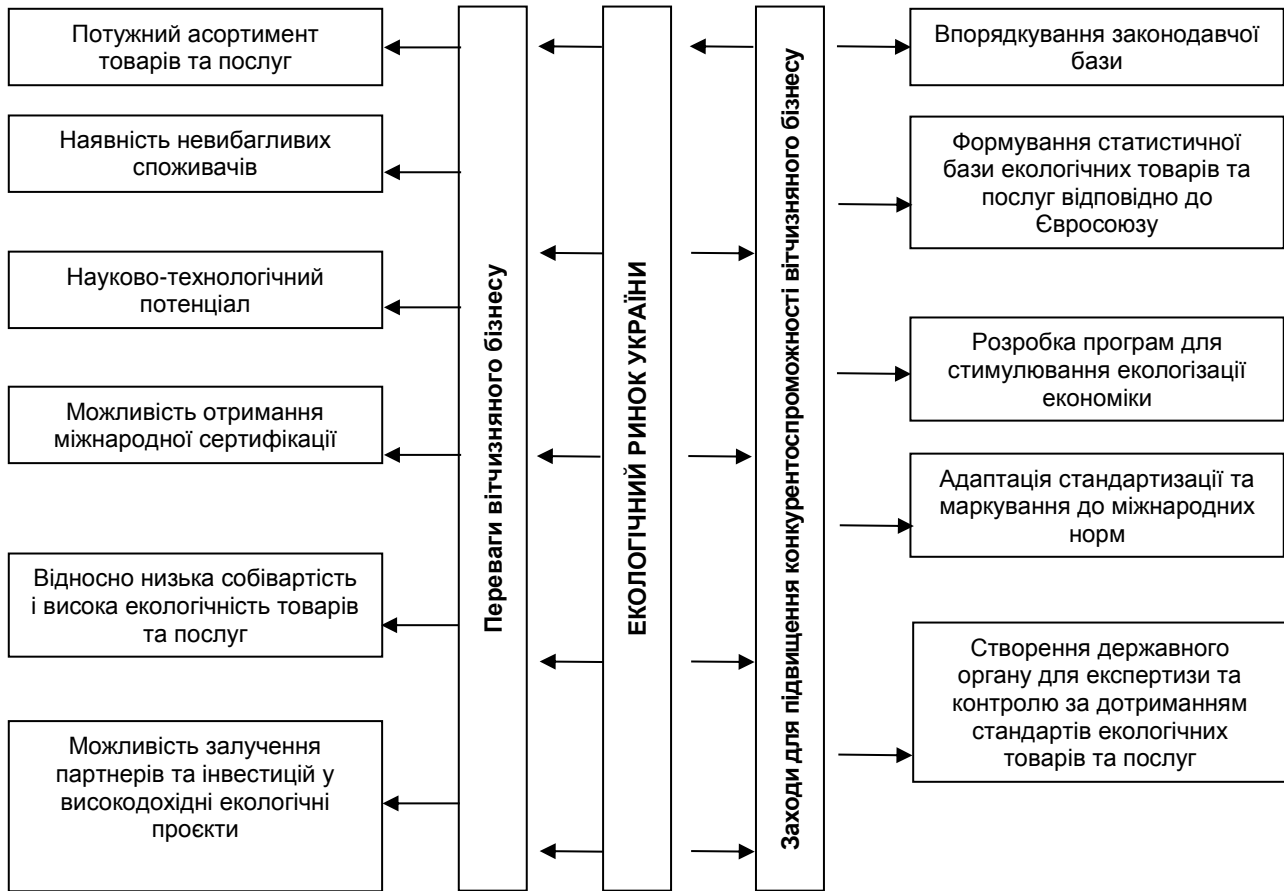 Потужний асортимент
товарів та послуг
Наявність невибагливих
споживачів
Науково-технологічний
потенціал
Можливість отримання
міжнародної сертифікації
Відносно низька собівартість
і висока екологічність товарів
та послуг
Можливість залучення
партнерів та інвестицій у
високодохідні екологічні
проєкти
Переваги вітчизняного бізнесу
ЕКОЛОГІЧНИЙ РИНОК УКРАЇНИ
Заходи для підвищення конкурентоспроможності вітчизняного бізнесу
Впорядкування законодавчої
бази
Формування статистичної
бази екологічних товарів та
послуг відповідно до
Євросоюзу
Розробка програм для
стимулювання екологізації
економіки
Адаптація стандартизації та
маркування до міжнародних
норм
Створення державного
органу для експертизи та
контролю за дотриманням
стандартів екологічних
товарів та послуг